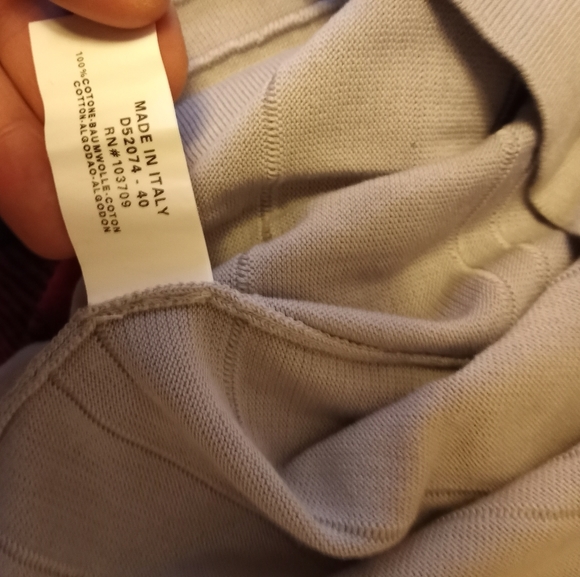 MADE IN ITALY
D52074 - 40
RN#103709
100%COTONE-BAUMWOLLE-COTON
COTTON-ALGODAO-ALGODON